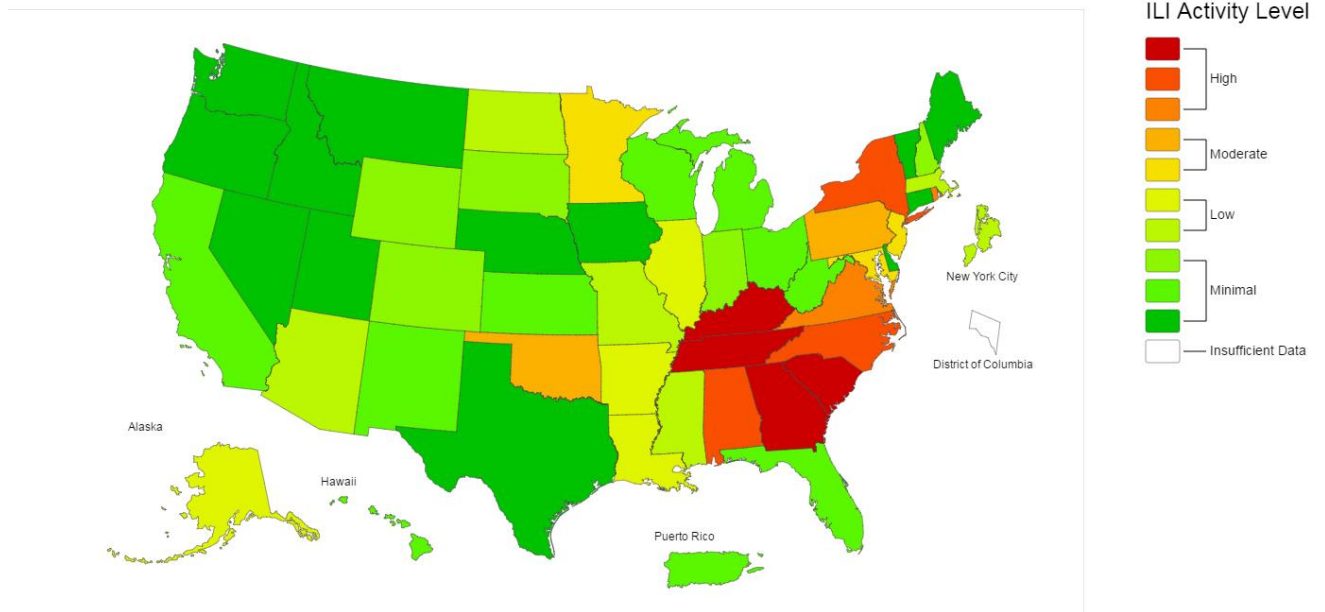 ILI Activity Level
High
Moderate
Low
Minimal
New York City
Insufficient Data
District of Columbia
Alaska
Hawaii
Puerto Rico